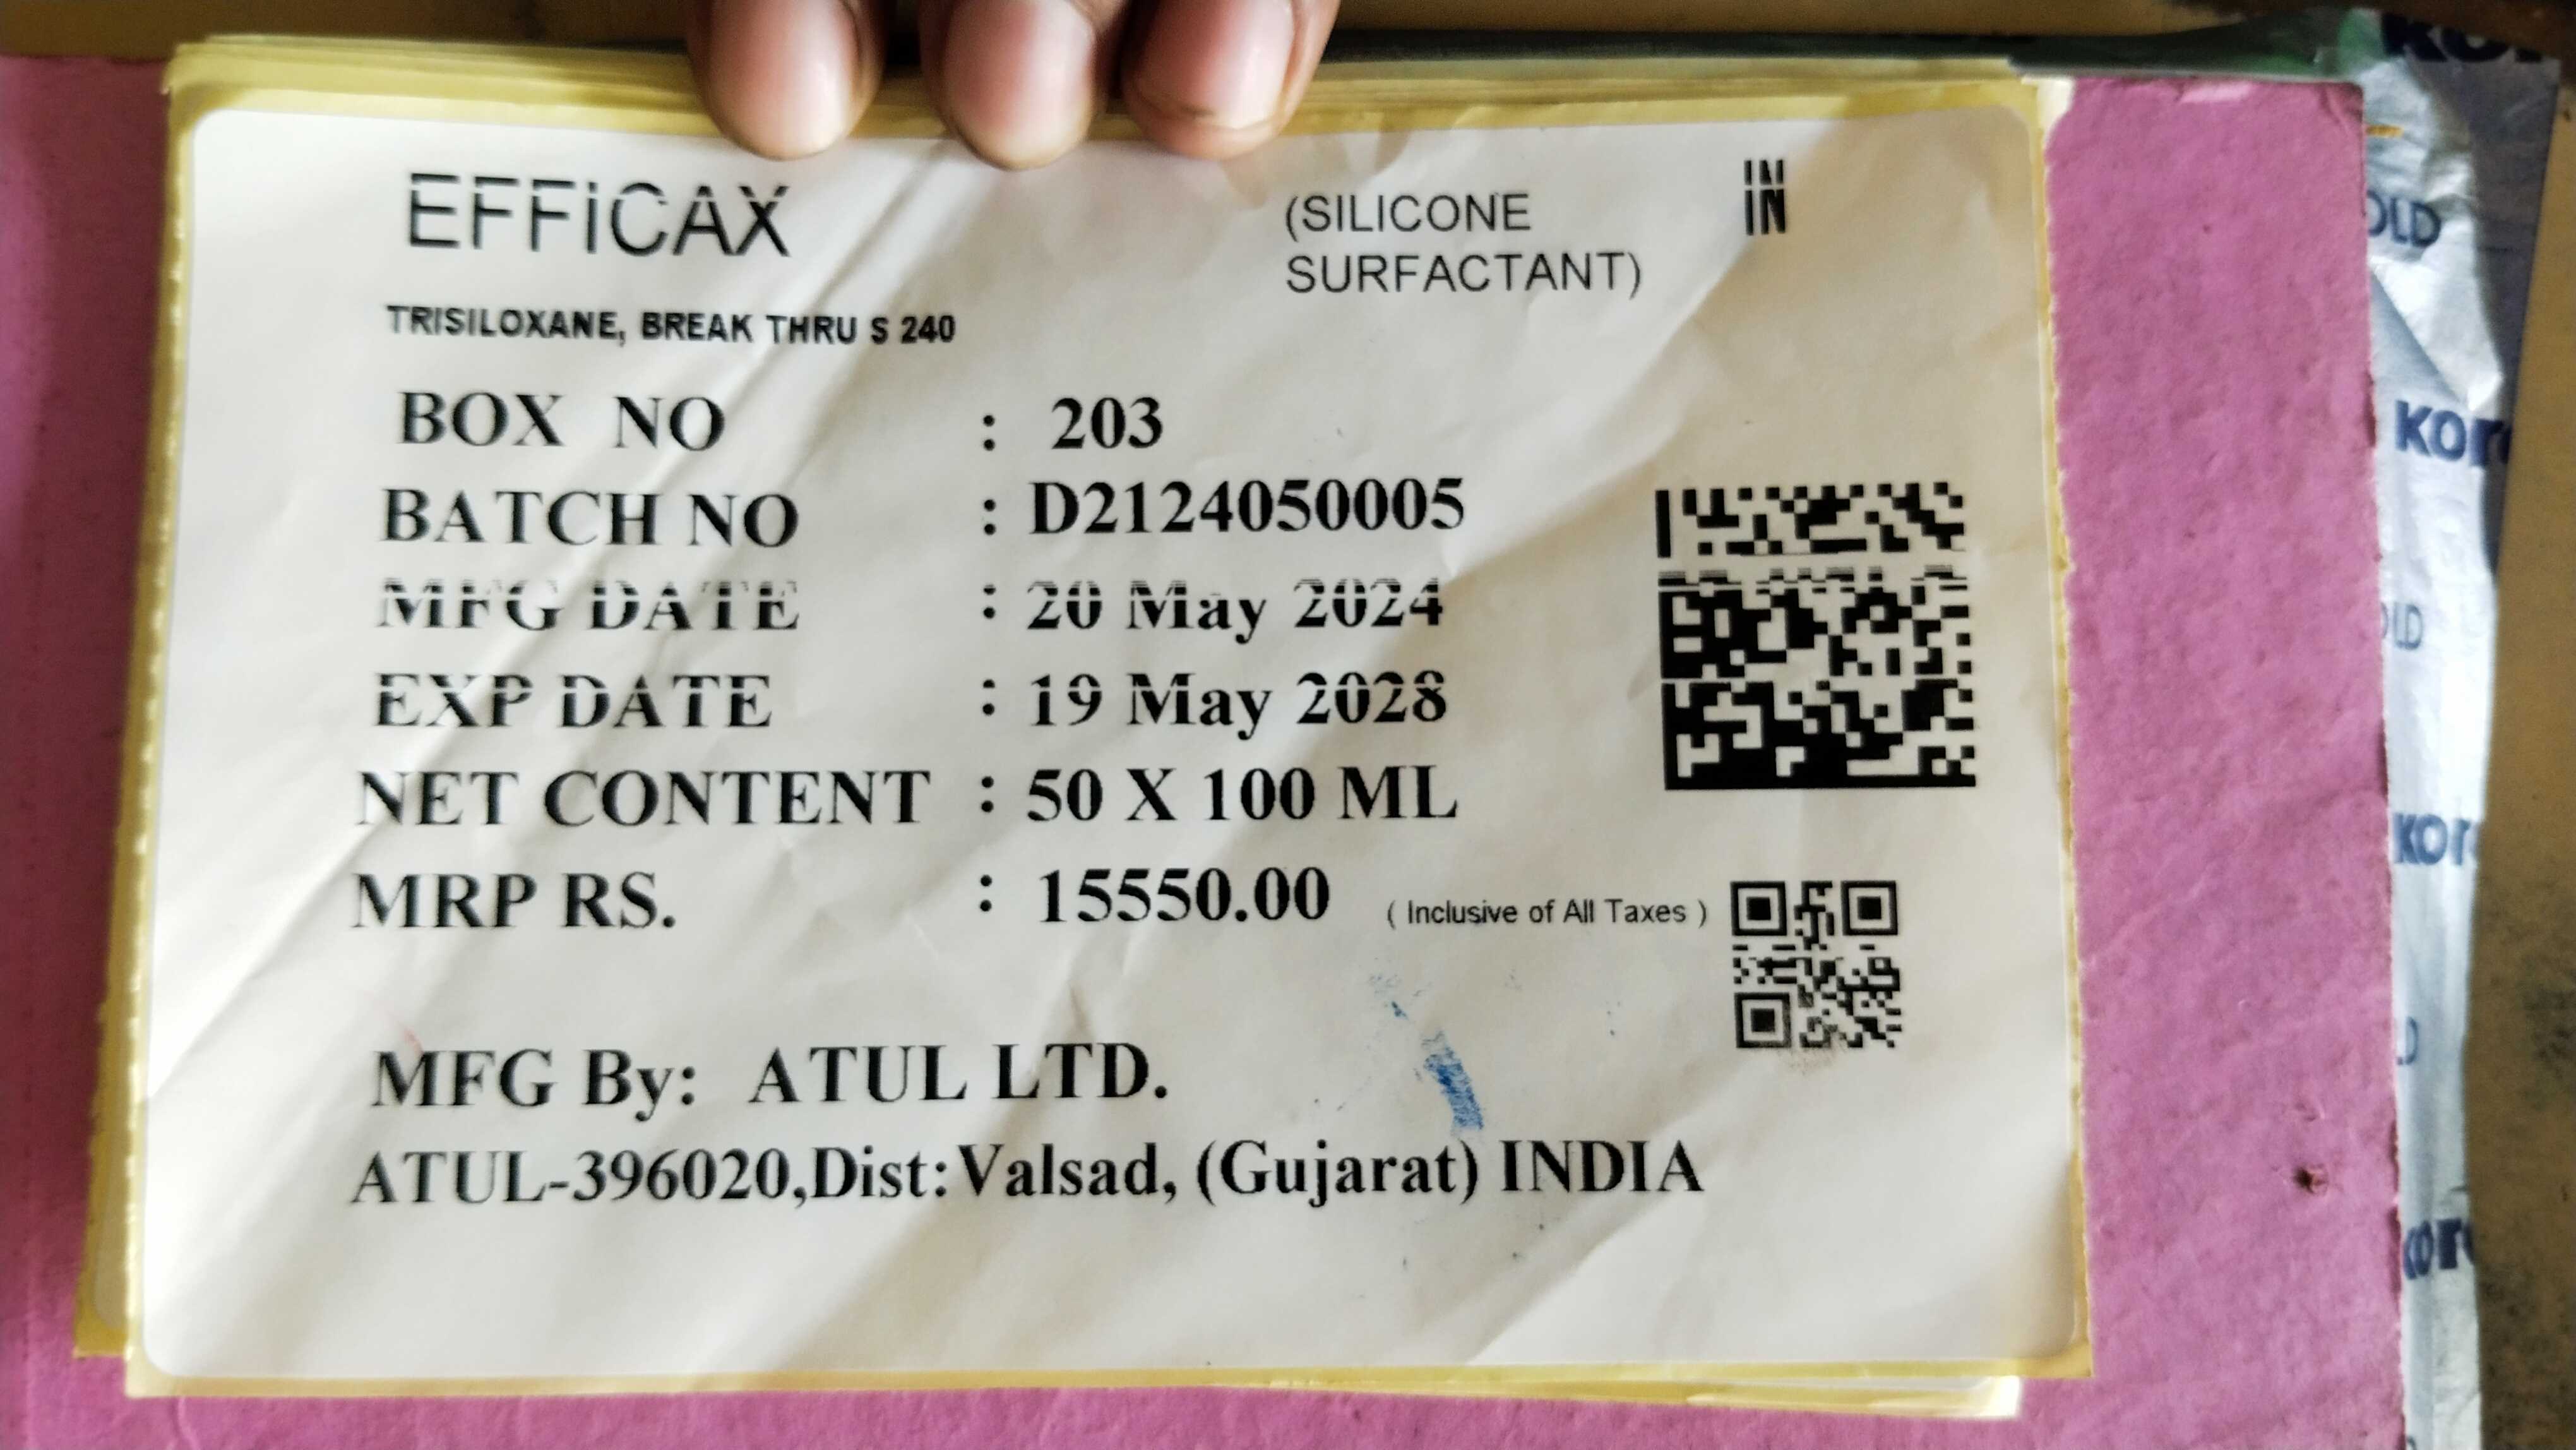 EFFiCAX
(SILICONE
SURFACTANT)
IN
TRISILOXANE, BREAK THRU S 240
BOX NO : 203
BATCH NO : D2124050005
MFG DATE : 20 May 2024
EXP DATE : 19 May 2028
NET CONTENT : 50 X 100 ML
MRP RS. : 15550.00 ( Inclusive of All Taxes )
MFG By: ATUL LTD.
ATUL-396020,Dist:Valsad, (Gujarat) INDIA